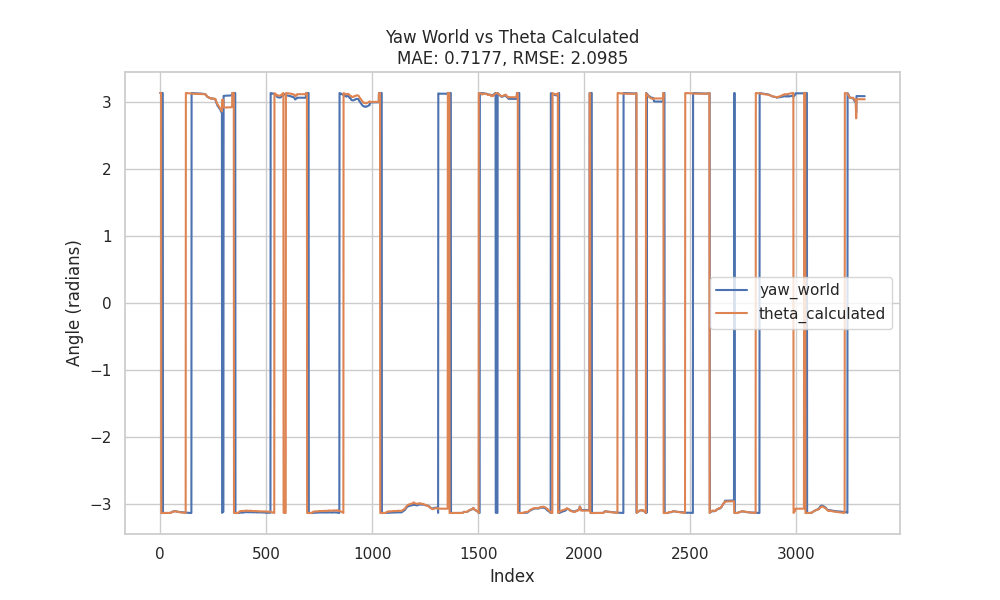 Yaw World vs Theta Calculated
MAE: 0.7177, RMSE: 2.0985
Angle (radians)
3
2
1
0
−1
−2
−3
yaw_world
theta_calculated
0 500 1000 1500 2000 2500 3000
Index